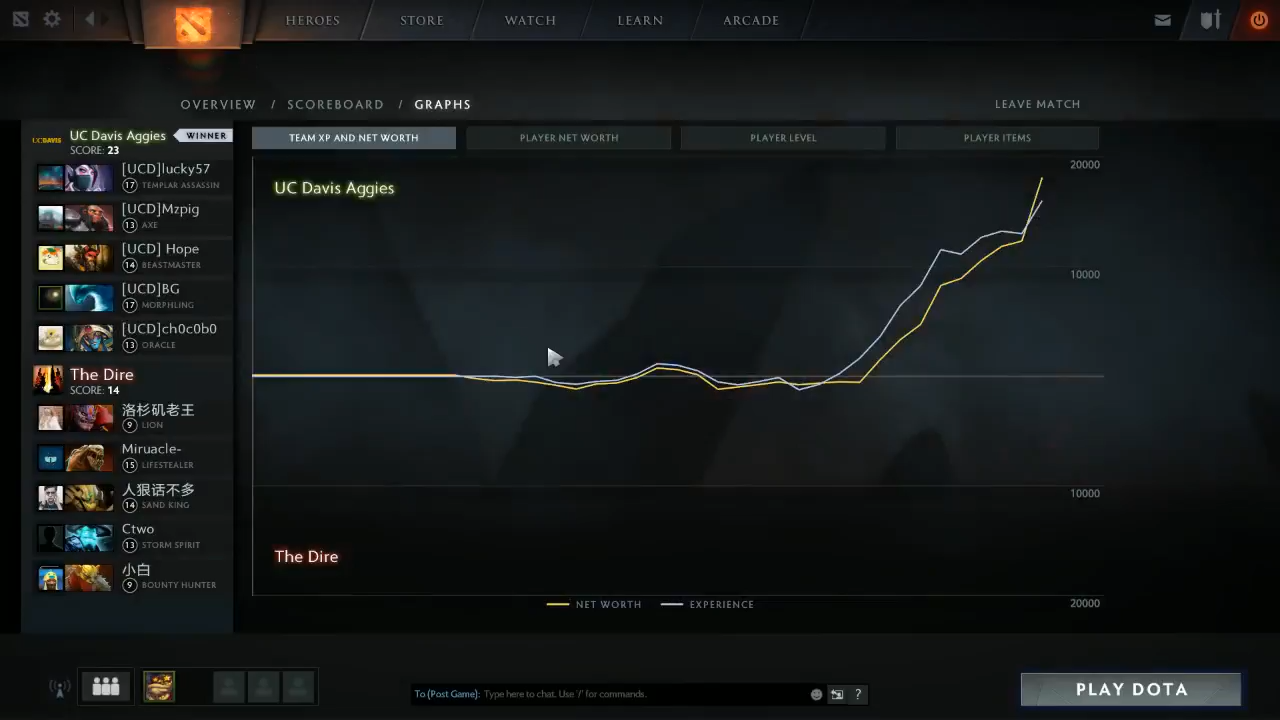 HEROES
STORE
WATCH
LEARN
ARCADE
OVERVIEW / SCOREBOARD / GRAPHS
LEAVE MATCH
UCDAVIS
UC Davis Aggies
WINNER
SCORE: 23
[UCD]lucky57
17 TEMPLAR ASSASSIN
[UCD]Mzpig
13 AXE
[UCD] Hope
14 BEASTMASTER
[UCD]BG
17 MORPHLING
[UCD]ch0c0b0
13 ORACLE
The Dire
SCORE: 14
洛杉矶老王
9 LION
Miruacle-
15 LIFESTEALER
人狠话不多
14 SAND KING
Ctwo
13 STORM SPIRIT
小白
9 BOUNTY HUNTER
TEAM XP AND NET WORTH
PLAYER NET WORTH
PLAYER LEVEL
PLAYER ITEMS
UC Davis Aggies
20000
10000
10000
The Dire
20000
NET WORTH
EXPERIENCE
To (Post Game): Type here to chat. Use '/' for commands.
?
PLAY DOTA